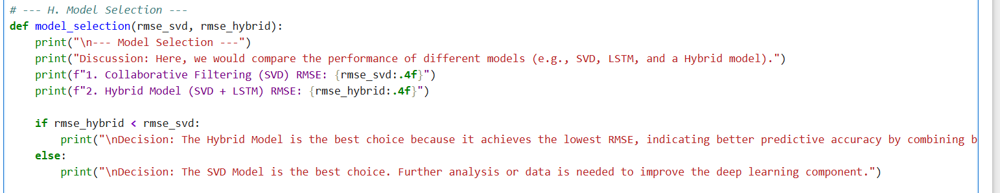 # --- H. Model Selection ---
def model_selection(rmse_svd, rmse_hybrid):
    print("\n--- Model Selection ---")
    print("Discussion: Here, we would compare the performance of different models (e.g., SVD, LSTM, and a Hybrid model).")
    print(f"1. Collaborative Filtering (SVD) RMSE: {rmse_svd:.4f}")
    print(f"2. Hybrid Model (SVD + LSTM) RMSE: {rmse_hybrid:.4f}")

    if rmse_hybrid < rmse_svd:
        print("\nDecision: The Hybrid Model is the best choice because it achieves the lowest RMSE, indicating better predictive accuracy by combining b
    else:
        print("\nDecision: The SVD Model is the best choice. Further analysis or data is needed to improve the deep learning component.")